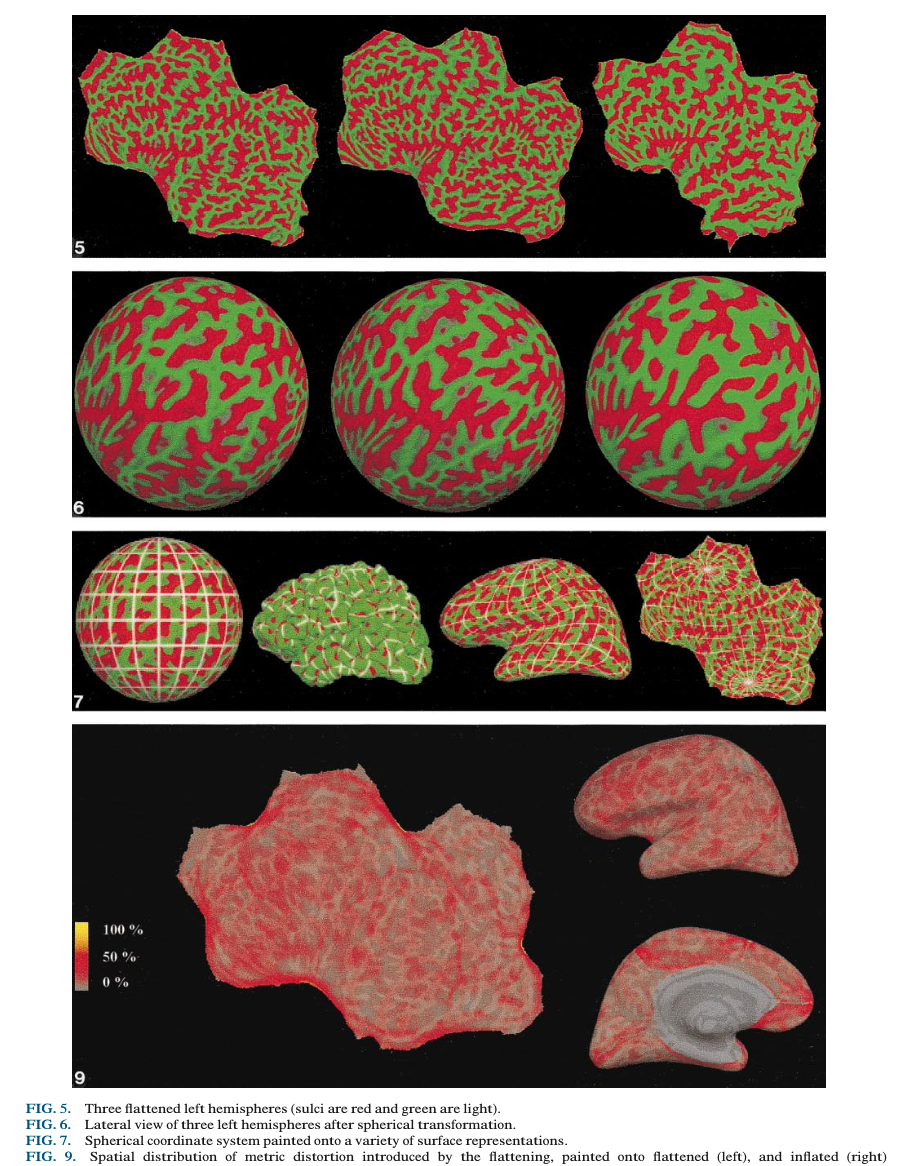 5
6
7
100 %
50 %
0 %
9
FIG. 5. Three flattened left hemispheres (sulci are red and green are light).
FIG. 6. Lateral view of three left hemispheres after spherical transformation.
FIG. 7. Spherical coordinate system painted onto a variety of surface representations.
FIG. 9. Spatial distribution of metric distortion introduced by the flattening, painted onto flattened (left), and inflated (right)